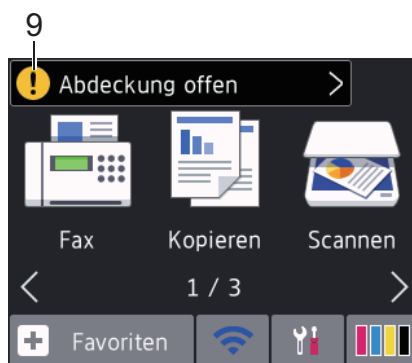 9
Abdeckung offen
Fax Kopieren Scannen
1 / 3
Favoriten